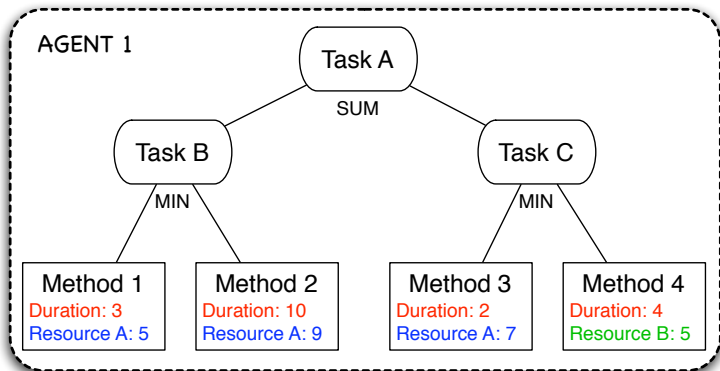 AGENT 1
Task A
SUM
Task B
Task C
MIN
MIN
Method 1
Duration: 3
Resource A: 5
Method 2
Duration: 10
Resource A: 9
Method 3
Duration: 2
Resource A: 7
Method 4
Duration: 4
Resource B: 5